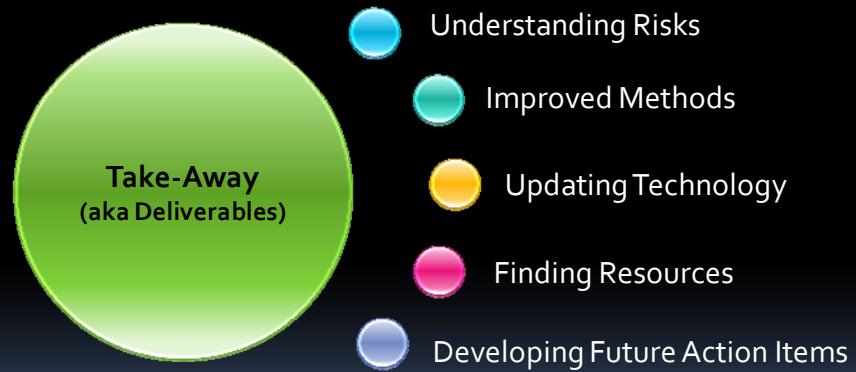 Take-Away
(aka Deliverables)
Understanding Risks
Improved Methods
Updating Technology
Finding Resources
Developing Future Action Items